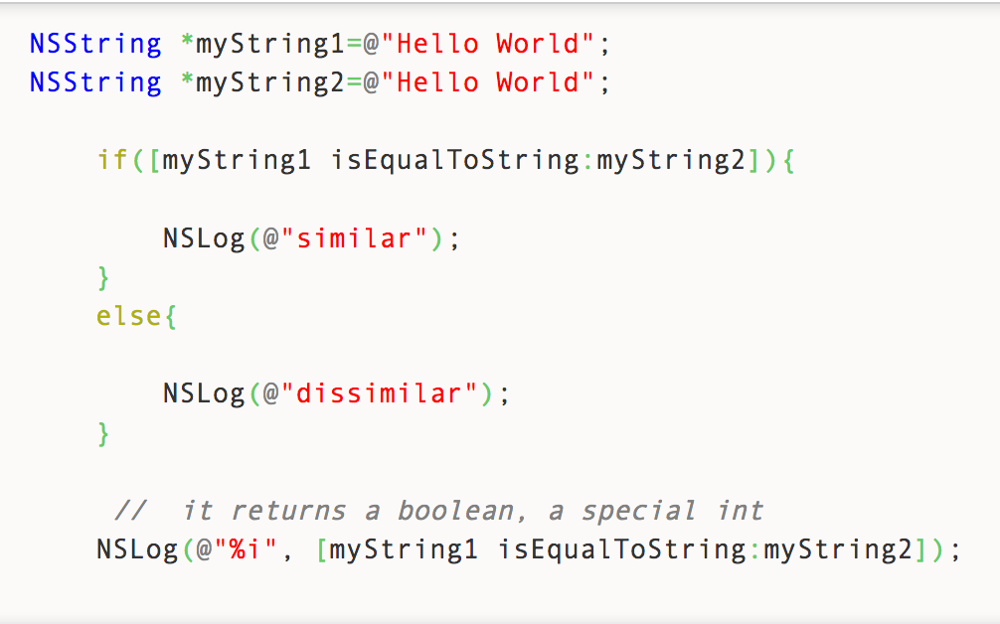 NSString *myString1=@"Hello World";
NSString *myString2=@"Hello World";
if([myString1 isEqualToString:myString2]){
NSLog(@"similar");
}
else{
NSLog(@"dissimilar");
}
// it returns a boolean, a special int
NSLog(@"%i", [myString1 isEqualToString:myString2]);